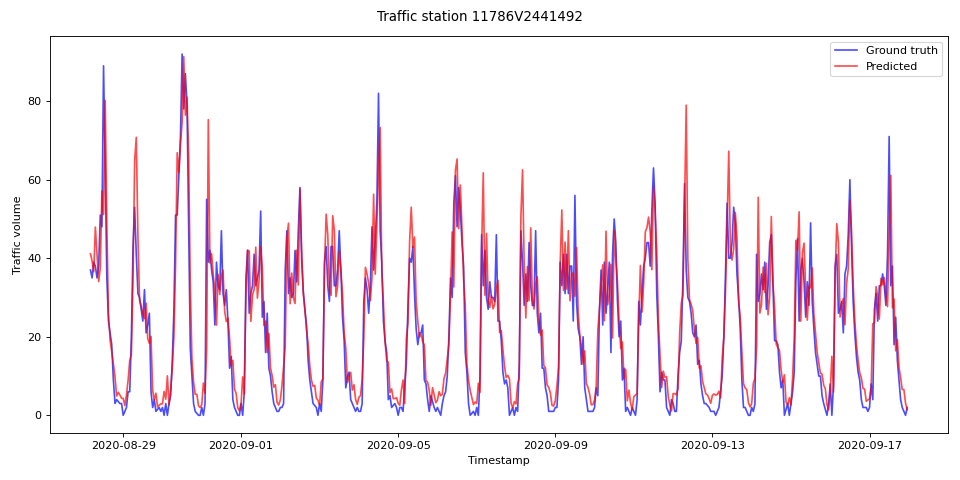 Traffic station 11786V2441492
Ground truth
Predicted
Traffic volume
80
60
40
20
0
2020-08-29
2020-09-01
2020-09-05
2020-09-09
2020-09-13
2020-09-17
Timestamp